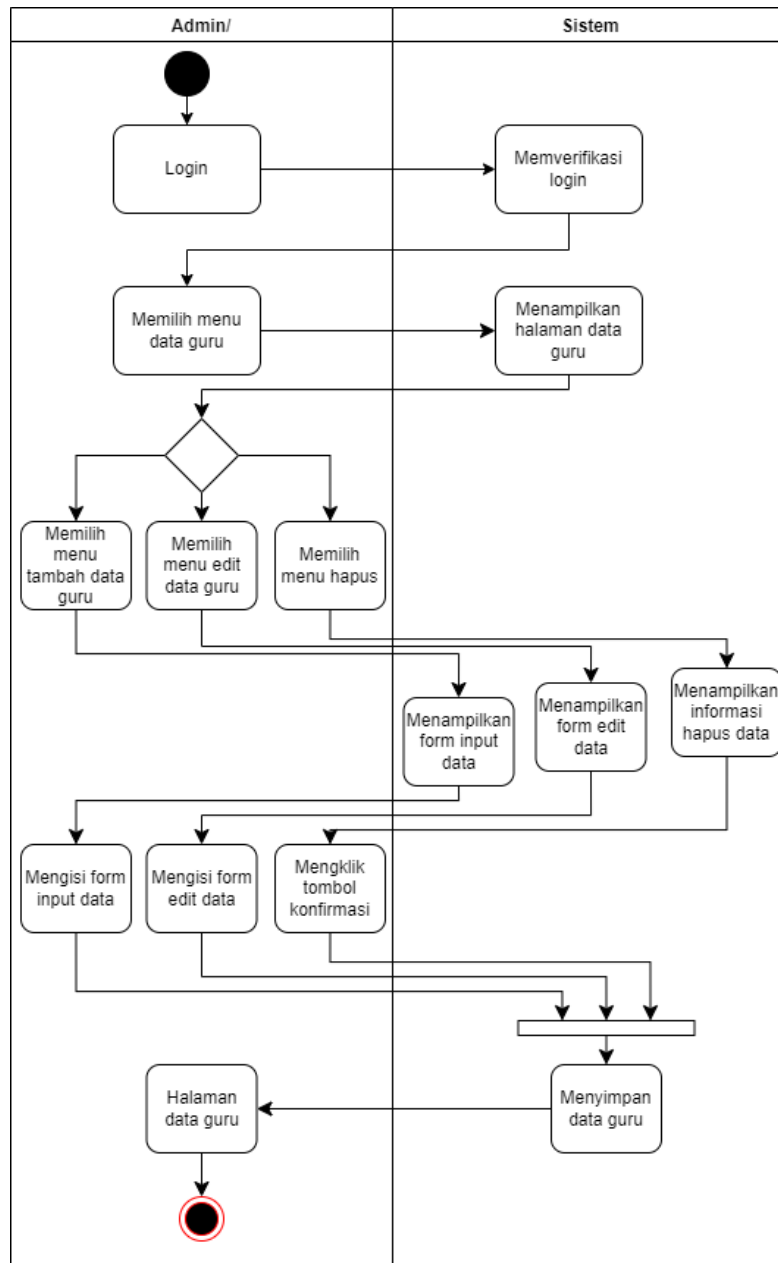 Admin/
Sistem
Login
Memverifikasi
login
Memilih menu
data guru
Menampilkan
halaman data
guru
Memilih
menu
tambah data
guru
Memilih
menu edit
data guru
Memilih
menu hapus
Menampilkan
form input
data
Menampilkan
form edit
data
Menampilkan
informasi
hapus data
Mengisi form
input data
Mengisi form
edit data
Mengklik
tombol
konfirmasi
Halaman
data guru
Menyimpan
data guru